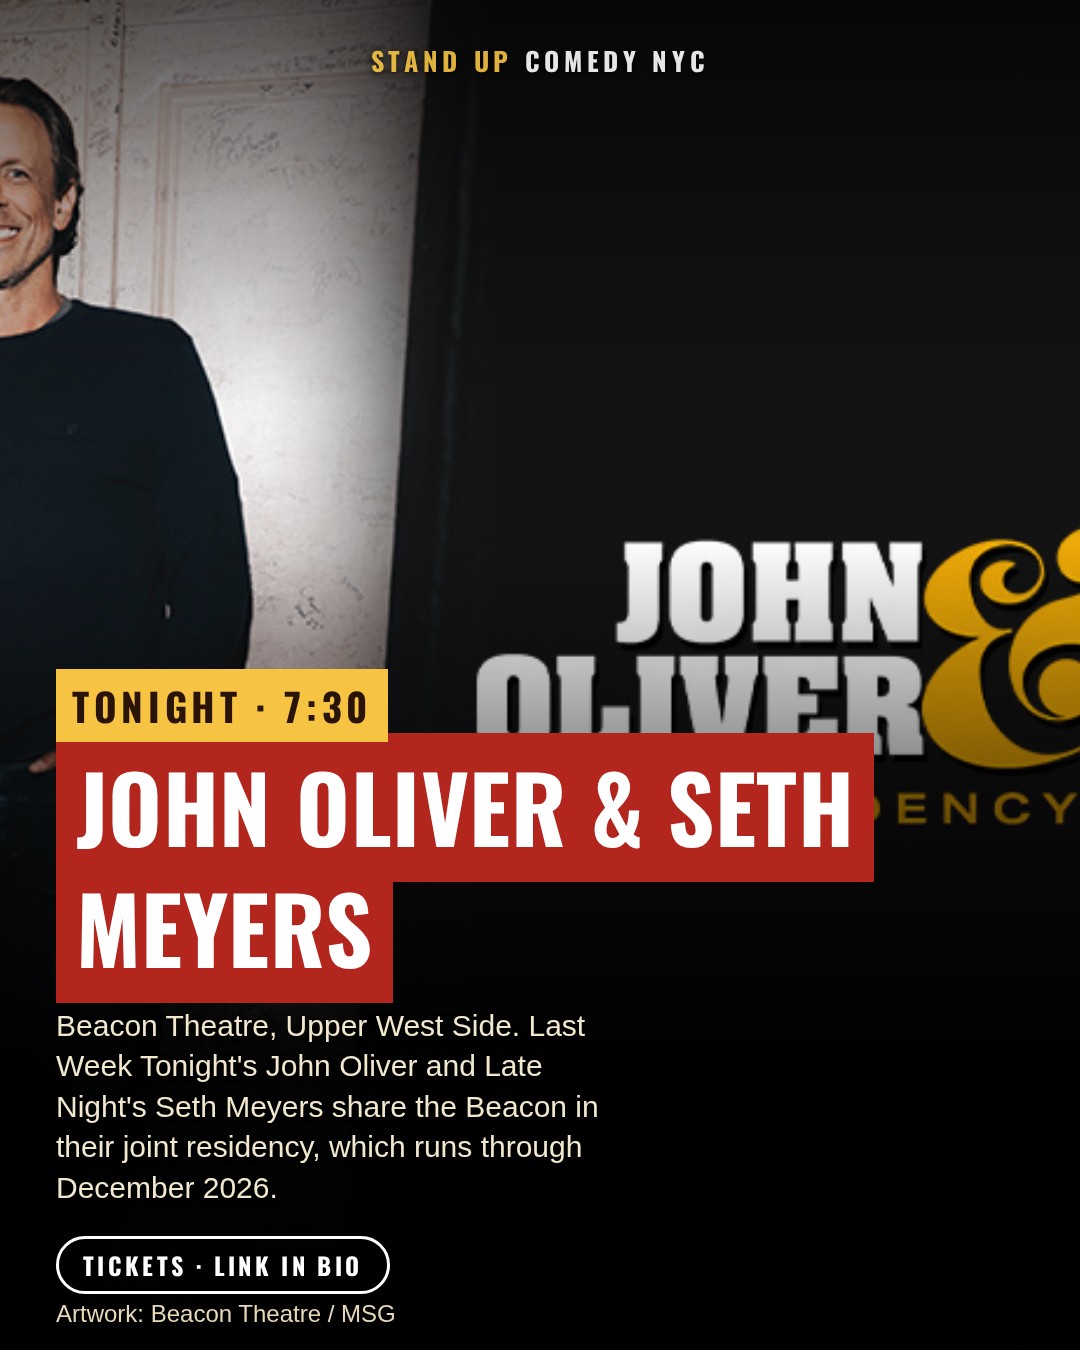 STAND UP COMEDY NYC
JOHN
OLIVER
&
DENCY
TONIGHT · 7:30
JOHN OLIVER & SETH
MEYERS
Beacon Theatre, Upper West Side. Last
Week Tonight's John Oliver and Late
Night's Seth Meyers share the Beacon in
their joint residency, which runs through
December 2026.
TICKETS · LINK IN BIO
Artwork: Beacon Theatre / MSG